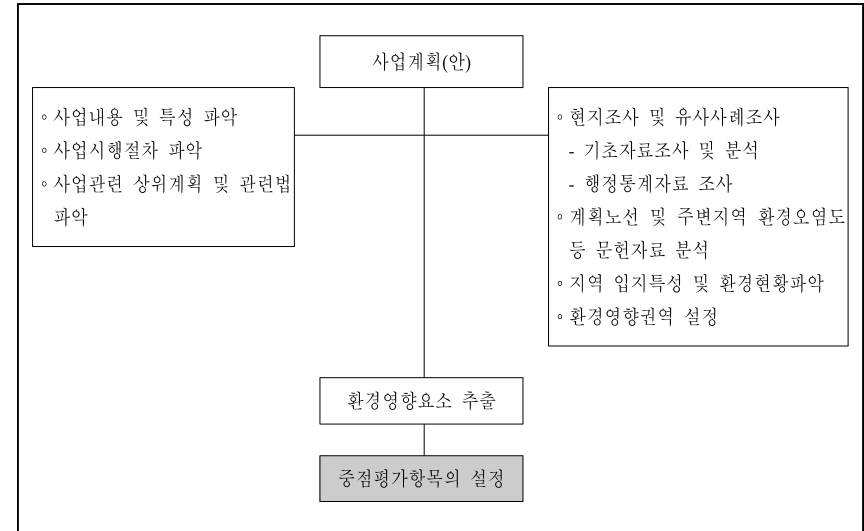 사업계획(안)
◦사업내용 및 특성 파악
◦사업시행절차 파악
◦사업관련 상위계획 및 관련법
파악
◦현지조사 및 유사사례조사
- 기초자료조사 및 분석
- 행정통계자료 조사
◦계획노선 및 주변지역 환경오염도
등 문헌자료 분석
◦지역 입지특성 및 환경현황파악
◦환경영향권역 설정
환경영향요소 추출
중점평가항목의 설정